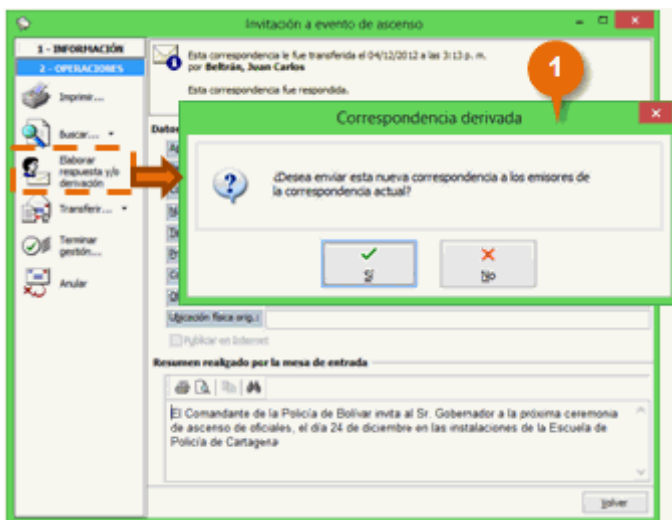 Invitación a evento de ascenso
1 - INFORMACIÓN
2 - OPERACIONES
Imprimir...
Buscar...
Elaborar
respuesta y/o
derivación
Transferir...
Terminar
gestión...
Anular
Esta correspondencia le fue transferida el 04/12/2012 a las 3:13 p. m.
por Beltrán, Juan Carlos
Esta correspondencia fue respondida.
1
Correspondencia derivada
¿Desea enviar esta nueva correspondencia a los emisores de
la correspondencia actual?
Sí
No
Datos
Ubicación física orig.:
Publicar en Internet
Resumen realizado por la mesa de entrada
El Comandante de la Policía de Bolívar invita al Sr. Gobernador a la próxima ceremonia
de ascenso de oficiales, el día 24 de diciembre en las instalaciones de la Escuela de
Policía de Cartagena
Volver